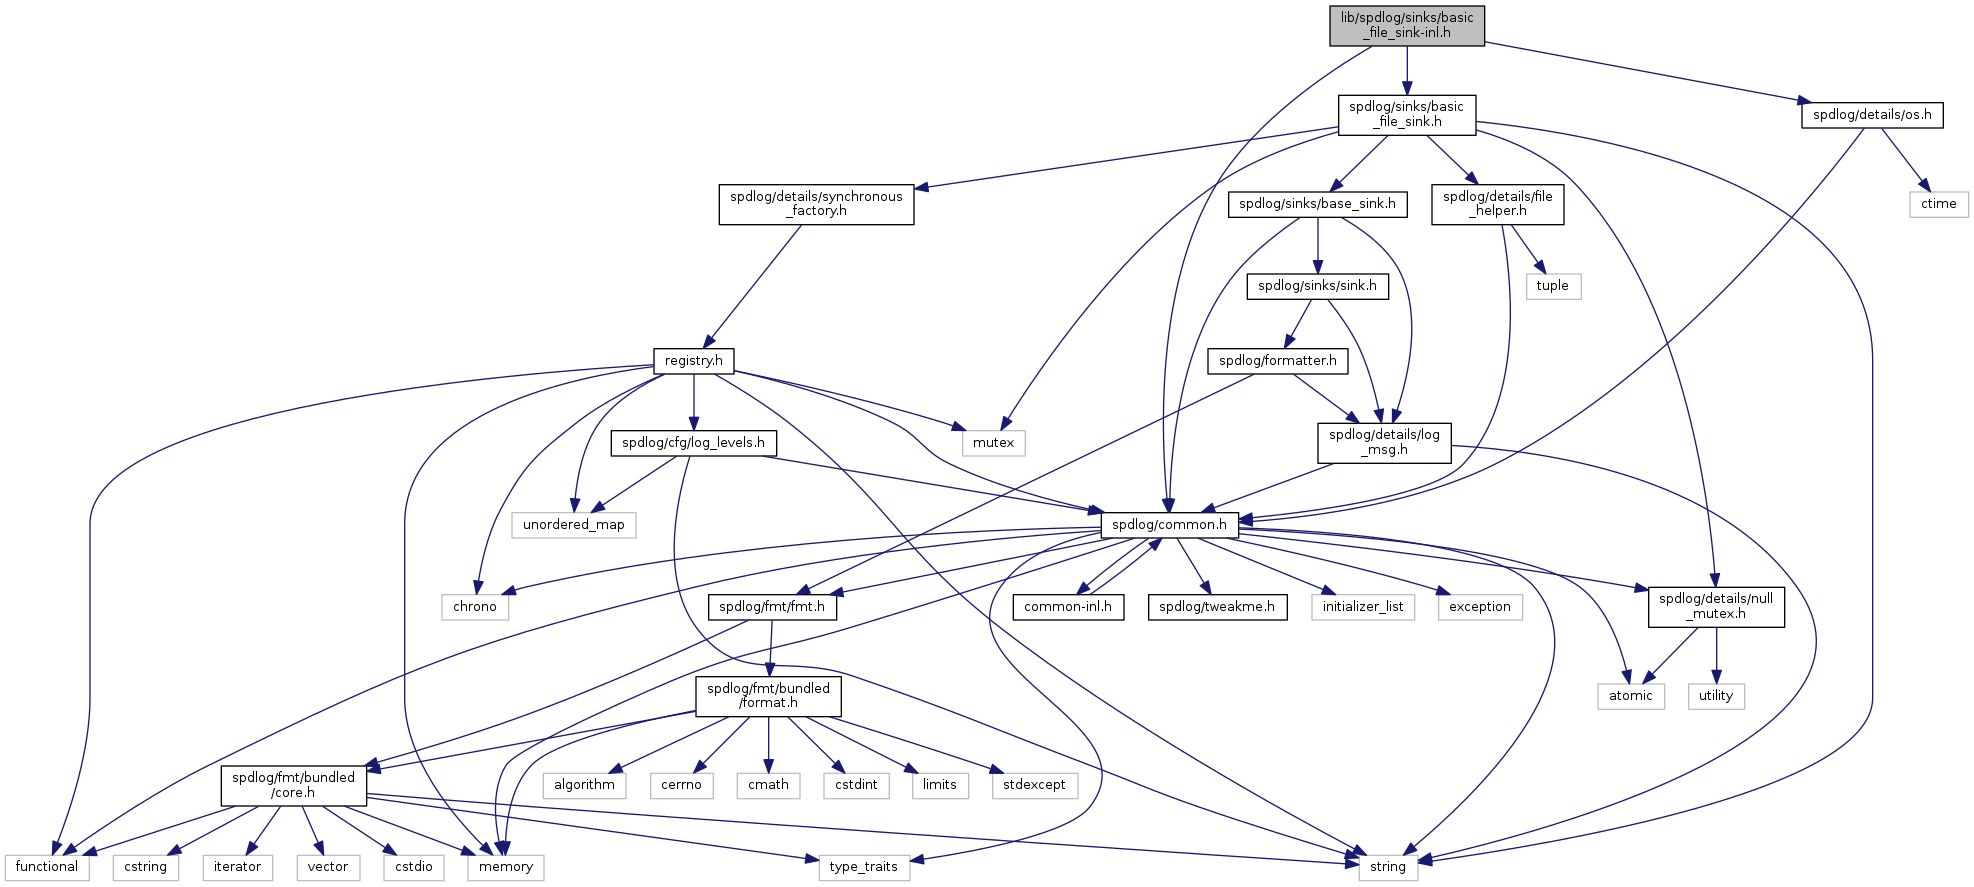 lib/spdlog/sinks/basic
_file_sink-inl.h
spdlog/sinks/basic
_file_sink.h
spdlog/details/os.h
spdlog/details/synchronous
_factory.h
spdlog/sinks/base_sink.h
spdlog/details/file
_helper.h
ctime
spdlog/sinks/sink.h
tuple
registry.h
spdlog/formatter.h
spdlog/cfg/log_levels.h
mutex
spdlog/details/log
_msg.h
unordered_map
spdlog/common.h
chrono
spdlog/fmt/fmt.h
common-inl.h
spdlog/tweakme.h
initializer_list
exception
spdlog/details/null
_mutex.h
spdlog/fmt/bundled
/format.h
atomic
utility
spdlog/fmt/bundled
/core.h
algorithm
cerrno
cmath
cstdint
limits
stdexcept
functional
cstring
iterator
vector
cstdio
memory
type_traits
string